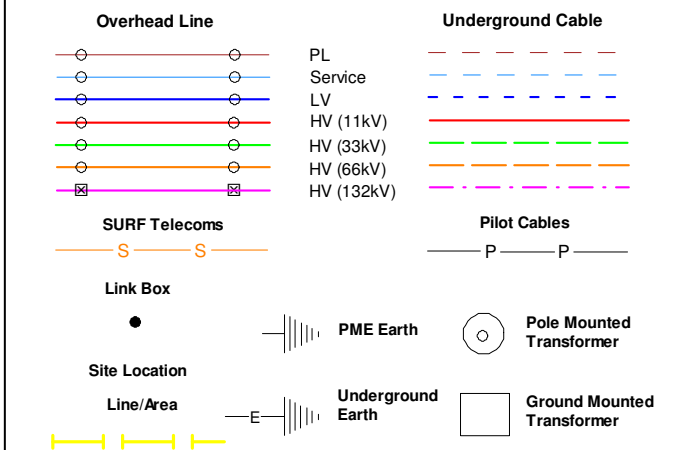 Overhead Line
Underground Cable
PL
Service
LV
HV (11kV)
HV (33kV)
HV (66kV)
HV (132kV)
SURF Telecoms
S S
Pilot Cables
P P
Link Box
PME Earth
Pole Mounted
Transformer
Site Location
Line/Area
E
Underground
Earth
Ground Mounted
Transformer